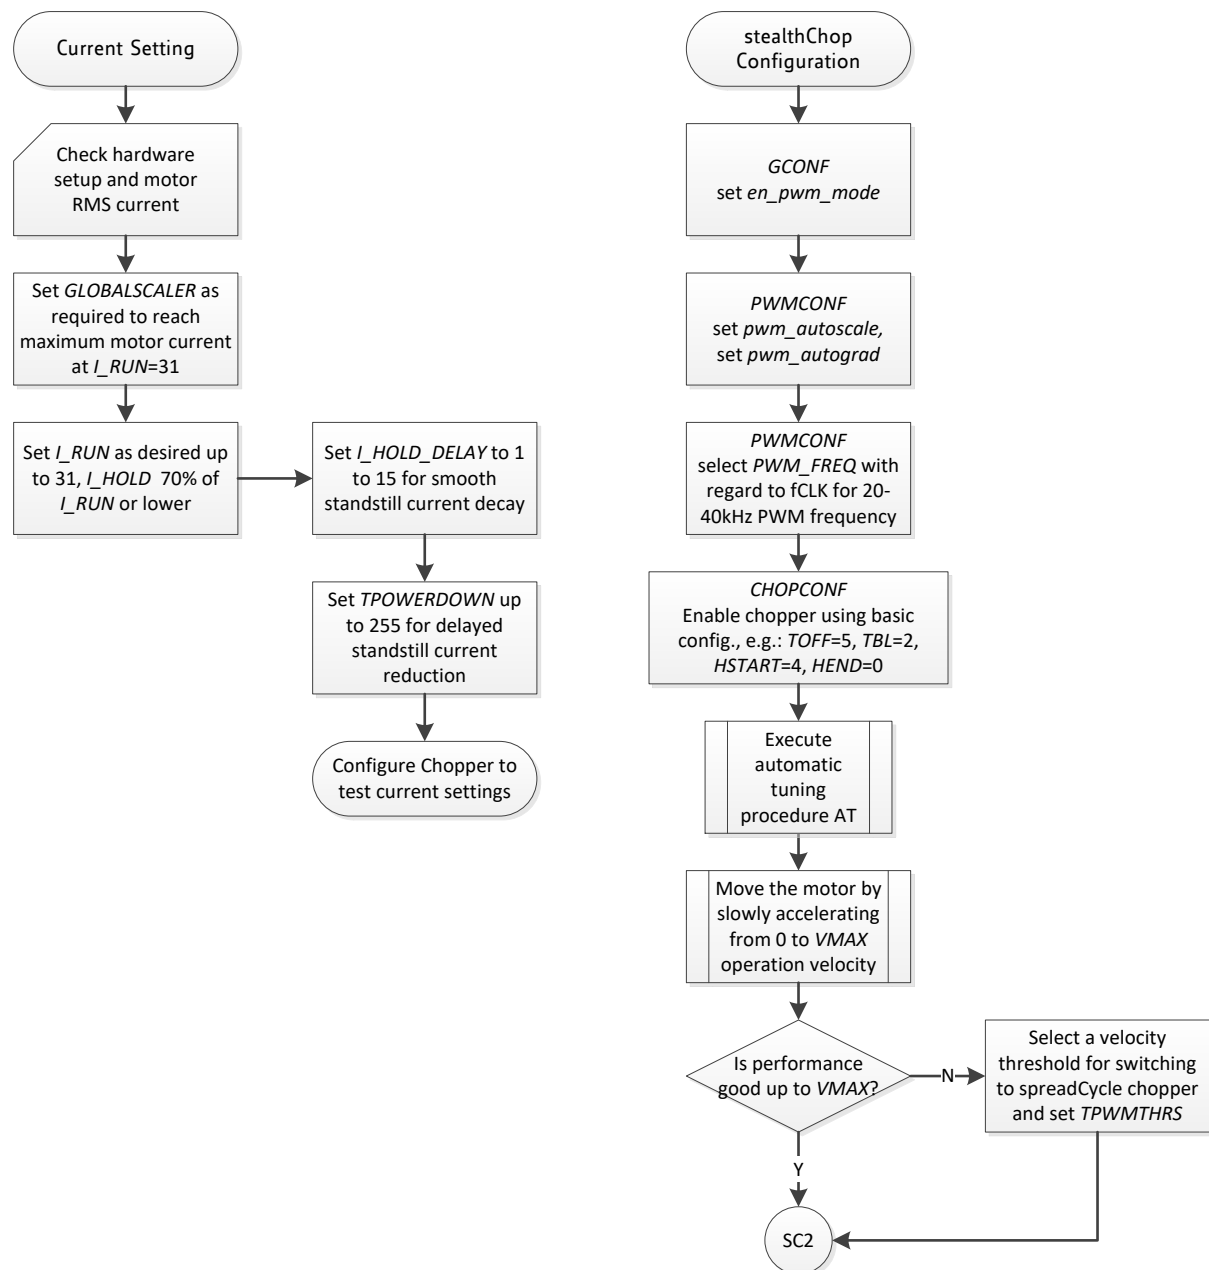 Current Setting
Check hardware
setup and motor
RMS current
Set GLOBALSCALER as
required to reach
maximum motor current
at I_RUN=31
Set I_RUN as desired up
to 31, I_HOLD 70% of
I_RUN or lower
Set I_HOLD_DELAY to 1
to 15 for smooth
standstill current decay
Set TPOWERDOWN up
to 255 for delayed
standstill current
reduction
Configure Chopper to
test current settings
stealthChop
Configuration
GCONF
set en_pwm_mode
PWMCONF
set pwm_autoscale,
set pwm_autograd
PWMCONF
select PWM_FREQ with
regard to fCLK for 20-
40kHz PWM frequency
CHOPCONF
Enable chopper using basic
config., e.g.: TOFF=5, TBL=2,
HSTART=4, HEND=0
Execute
automatic
tuning
procedure AT
Move the motor by
slowly accelerating
from 0 to VMAX
operation velocity
Is performance
good up to VMAX?
N
Select a velocity
threshold for switching
to spreadCycle chopper
and set TPWMTHRS
Y
SC2